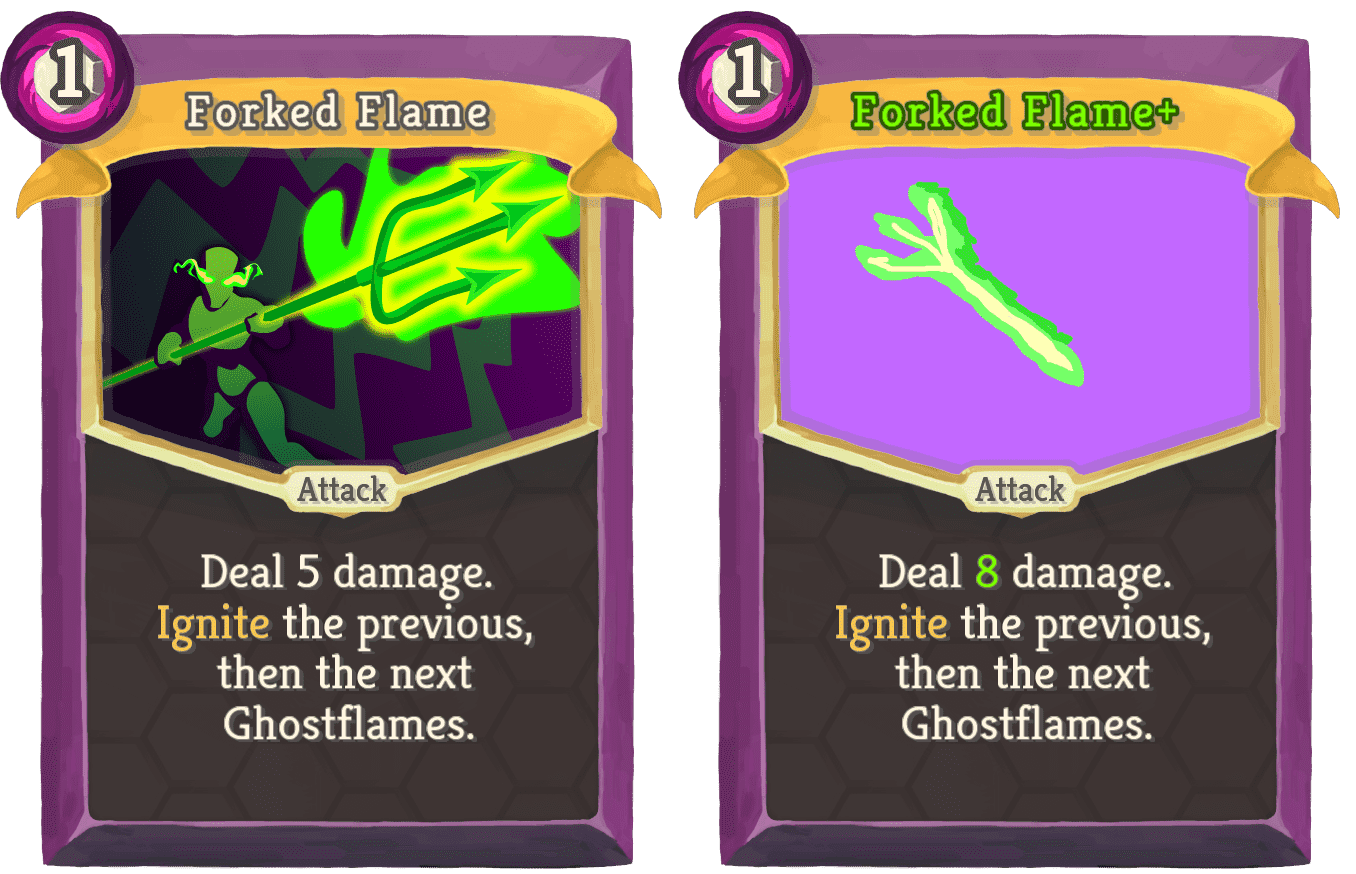 1
Forked Flame
Attack
Deal 5 damage.
Ignite the previous,
then the next
Ghostflames.
1
Forked Flame+
Attack
Deal 8 damage.
Ignite the previous,
then the next
Ghostflames.